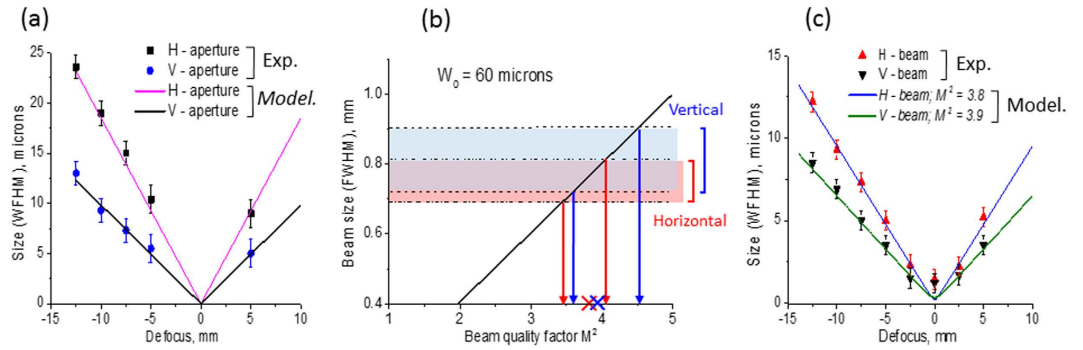 (a)
H - aperture
V - aperture
Exp.
H - aperture
V - aperture
Model.
25
20
15
10
5
0
Size (WFHM), microns
-15
-10
-5
0
5
10
Defocus, mm
(b)
W0 = 60 microns
Vertical
Horizontal
1.0
0.8
0.6
0.4
Beam size (FWHM), mm
1
2
3
4
5
Beam quality factor M²
(c)
H - beam
V - beam
Exp.
H - beam; M² = 3.8
V - beam; M² = 3.9
Model.
15
10
5
0
Size (WFHM), microns
-15
-10
-5
0
5
10
Defocus, mm